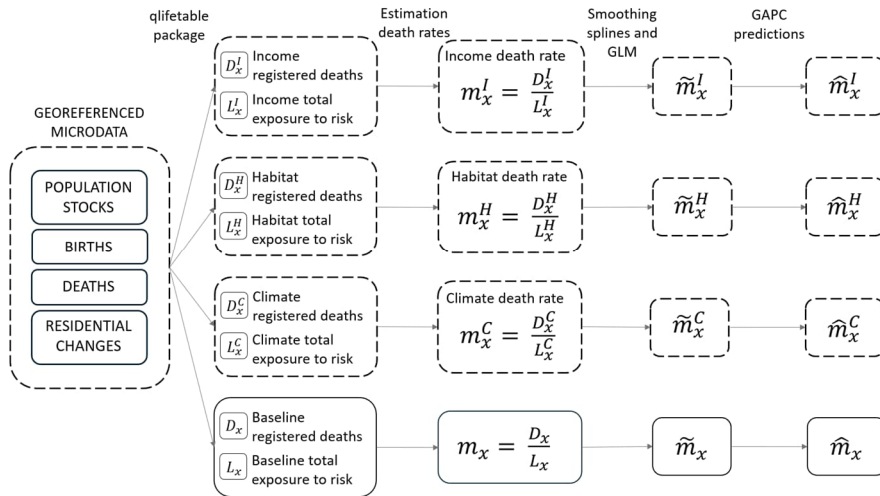 qlifetable
package
Estimation
death rates
Smoothing
splines and
GLM
GAPC
predictions
GEOREFERENCED
MICRODATA
POPULATION
STOCKS
BIRTHS
DEATHS
RESIDENTIAL
CHANGES
D_x^I Income
registered deaths
L_x^I Income total
exposure to risk
Income death rate
m_x^I = D_x^I / L_x^I
m̃_x^I
m̂_x^I
D_x^H Habitat
registered deaths
L_x^H Habitat total
exposure to risk
Habitat death rate
m_x^H = D_x^H / L_x^H
m̃_x^H
m̂_x^H
D_x^C Climate
registered deaths
L_x^C Climate total
exposure to risk
Climate death rate
m_x^C = D_x^C / L_x^C
m̃_x^C
m̂_x^C
D_x Baseline
registered deaths
L_x Baseline total
exposure to risk
m_x = D_x / L_x
m̃_x
m̂_x